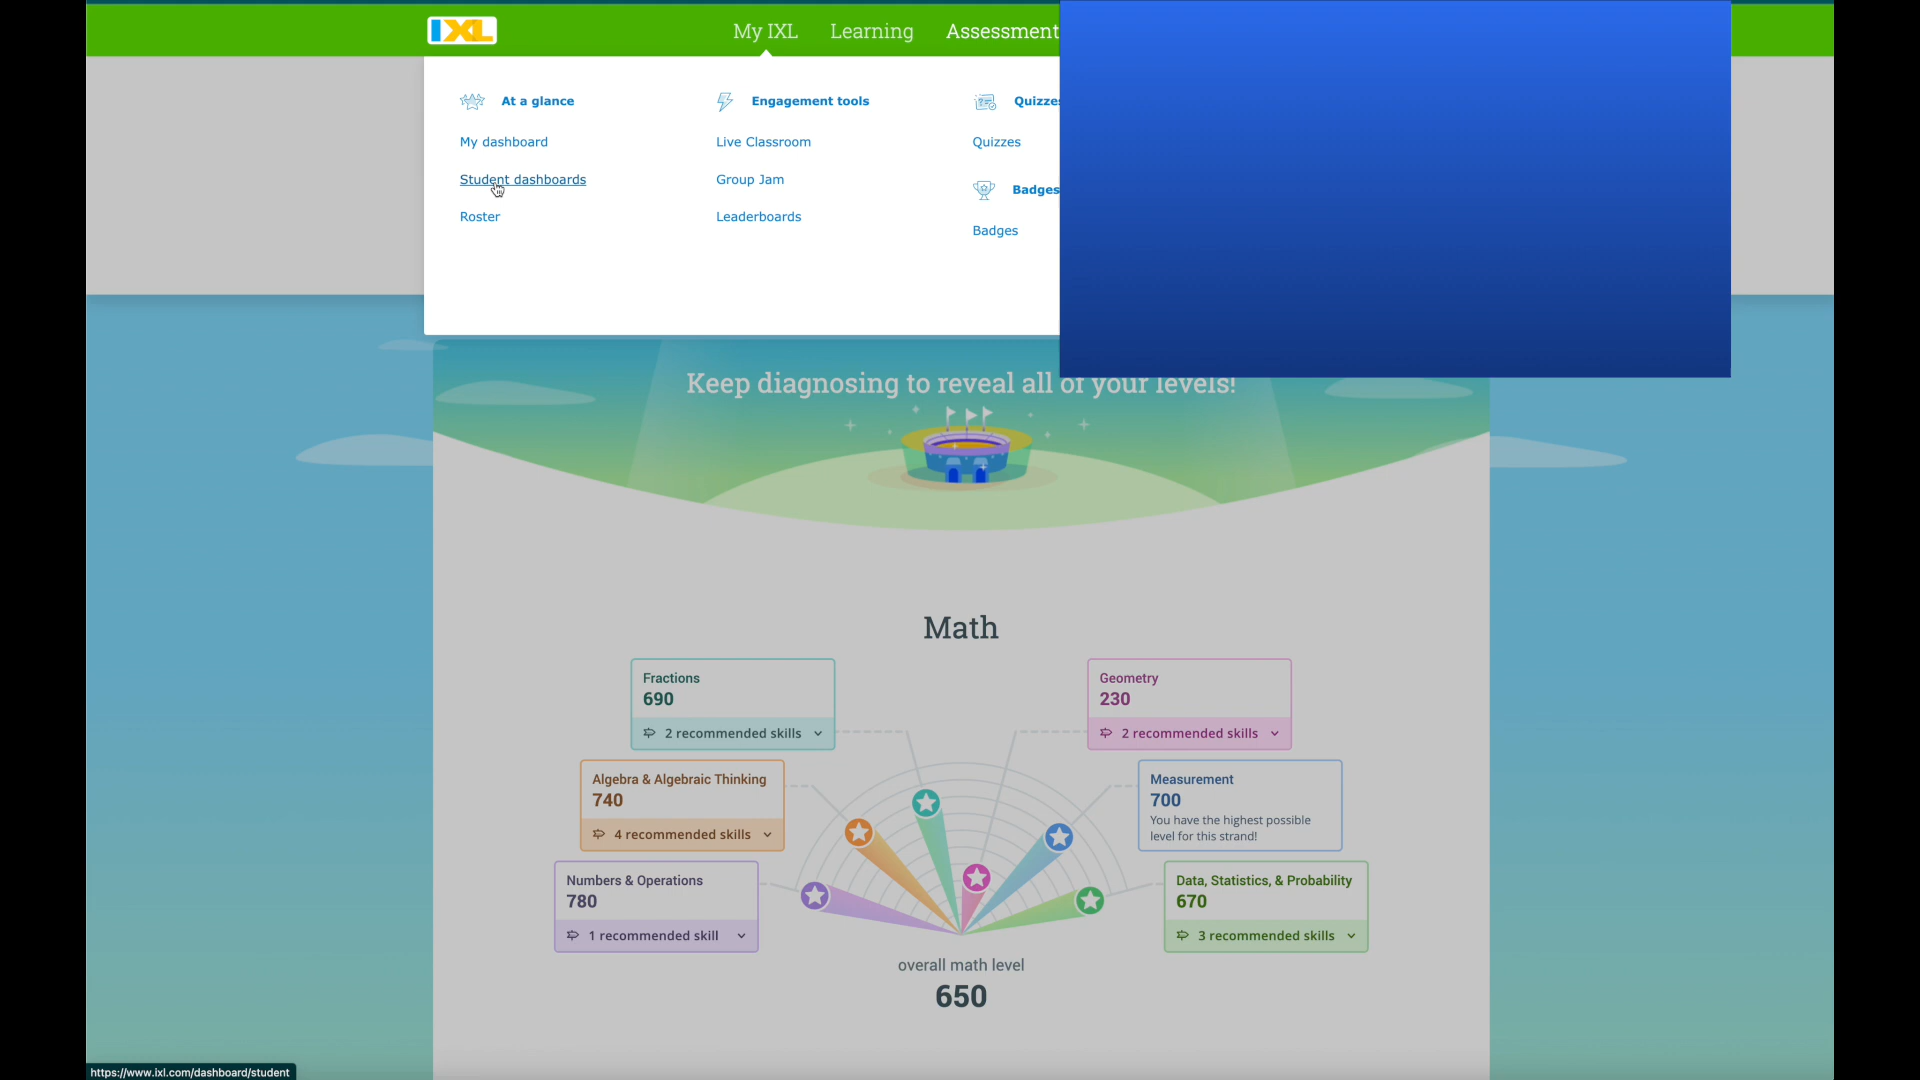 IXL
My IXL
Learning
Assessment
At a glance
My dashboard
Student dashboards
Roster
Engagement tools
Live Classroom
Group Jam
Leaderboards
Quizzes
Quizzes
Badges
Badges
Keep diagnosing to reveal all of your levels!
Math
Fractions
690
2 recommended skills
Geometry
230
2 recommended skills
Algebra & Algebraic Thinking
740
4 recommended skills
Measurement
700
You have the highest possible
level for this strand!
Numbers & Operations
780
1 recommended skill
Data, Statistics, & Probability
670
3 recommended skills
overall math level
650
https://www.ixl.com/dashboard/student